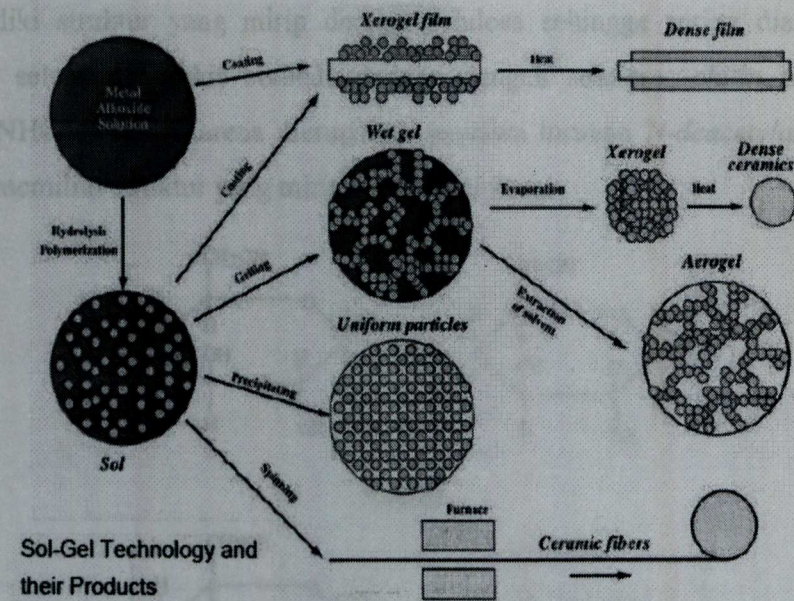 Xerogel film
Dense film
Coating
Heat
Metal
Alkoxide
Solution
Wet gel
Xerogel
Dense
ceramics
Coating
Evaporation
Heat
Hydrolysis
Polymerization
Gelling
Aerogel
Extraction
of solvent
Uniform particles
Precipitating
Sol
Spinning
Furnace
Sol-Gel Technology and
their Products
Ceramic fibers